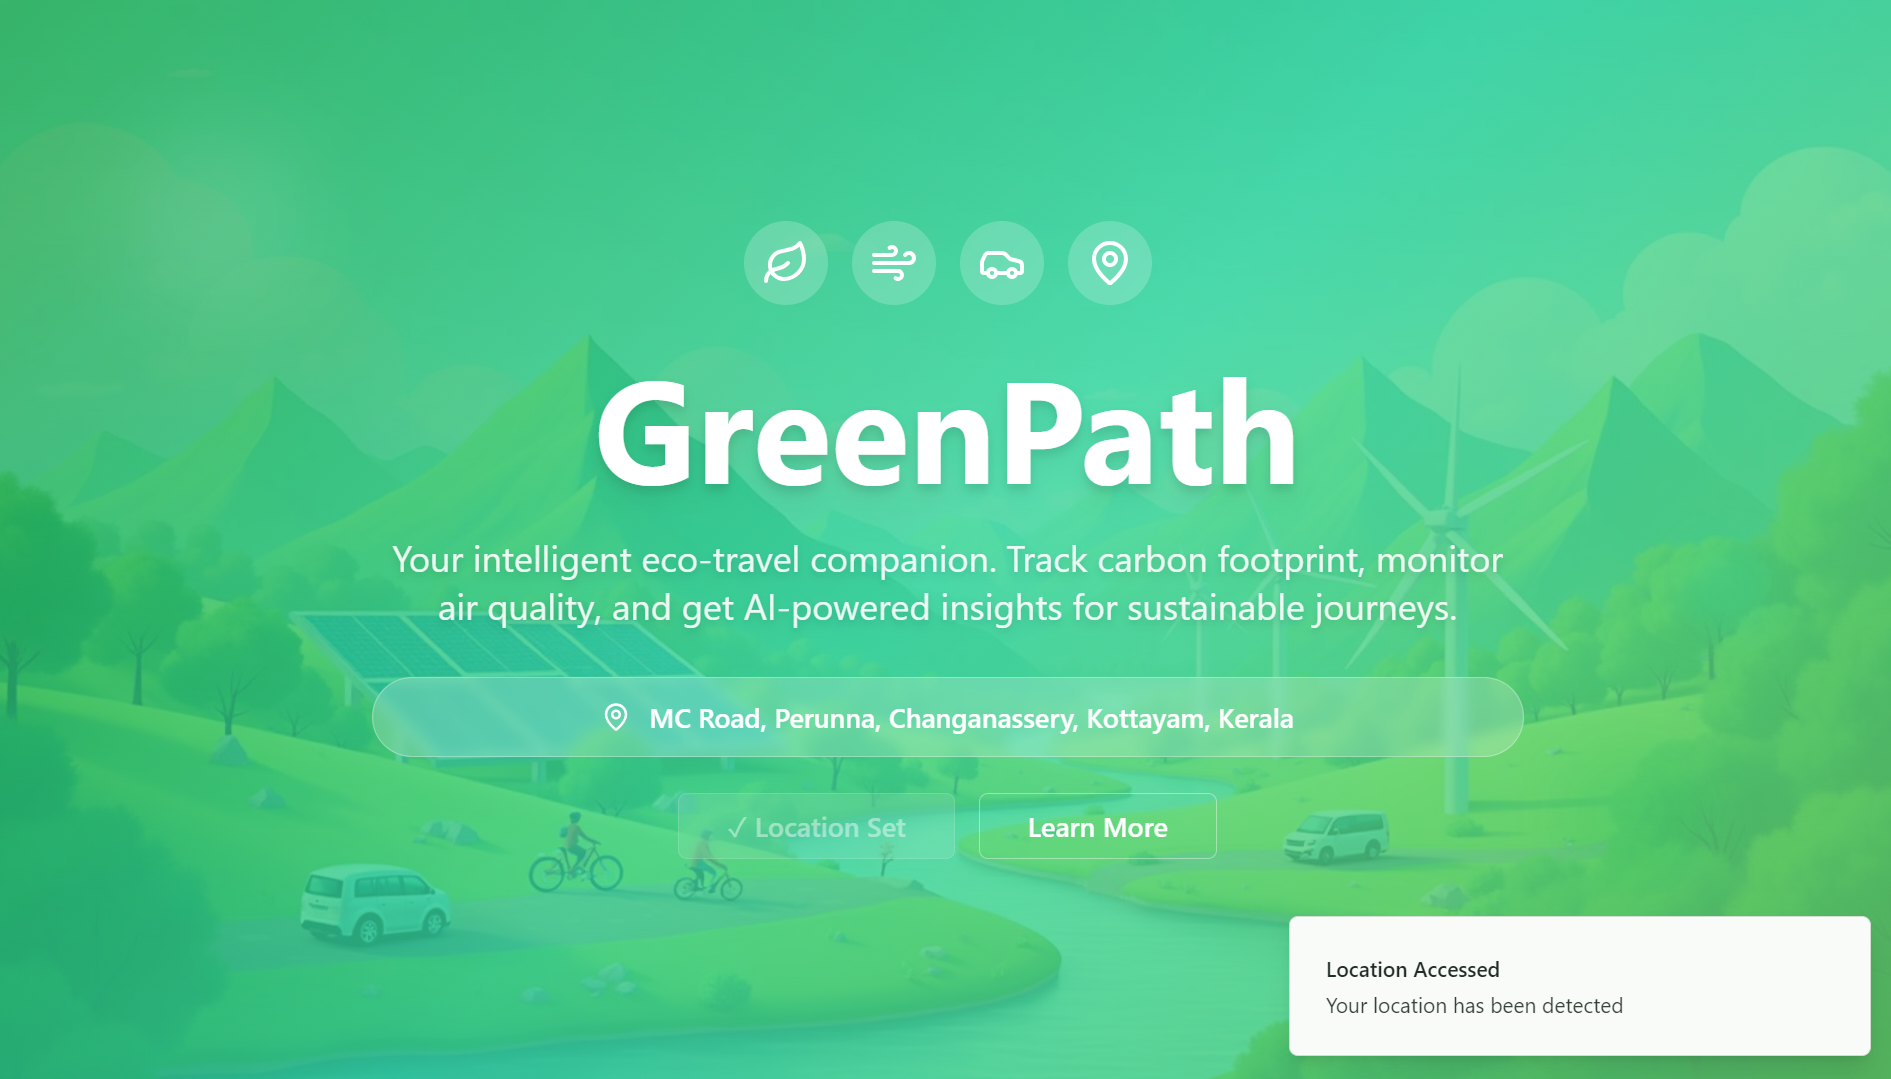 GreenPath
Your intelligent eco-travel companion. Track carbon footprint, monitor
air quality, and get AI-powered insights for sustainable journeys.
MC Road, Perunna, Changanassery, Kottayam, Kerala
✓ Location Set
Learn More
Location Accessed
Your location has been detected